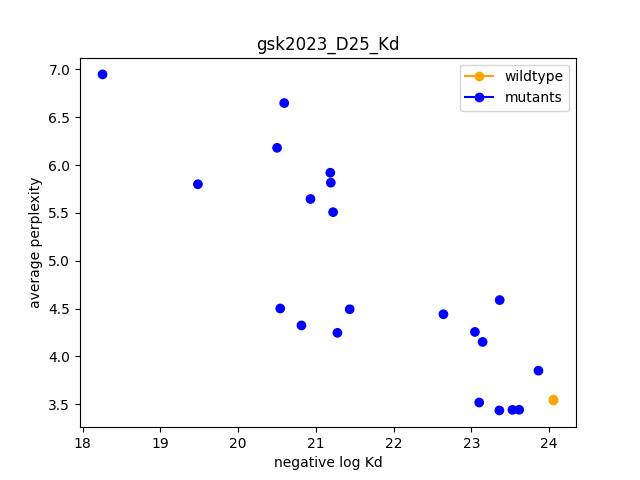 gsk2023_D25_Kd
wildtype
mutants
7.0
6.5
6.0
5.5
5.0
4.5
4.0
3.5
average perplexity
18 19 20 21 22 23 24
negative log Kd